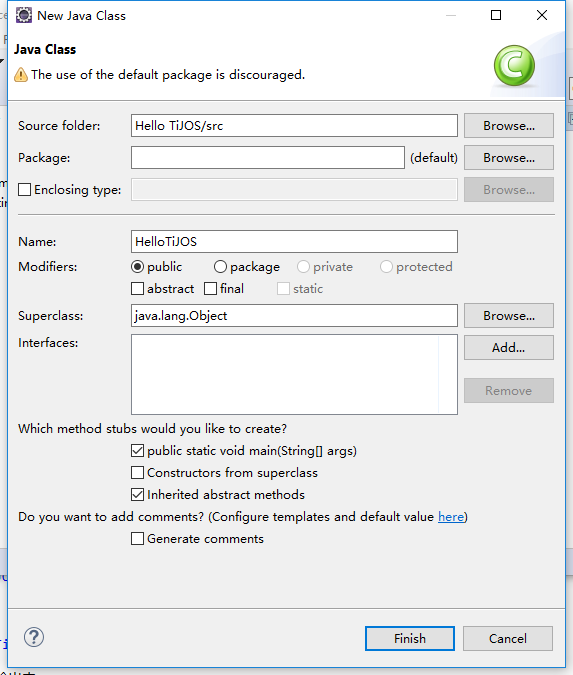 New Java Class
Java Class
The use of the default package is discouraged.
Source folder: Hello TiJOS/src Browse...
Package: (default) Browse...
Enclosing type: Browse...
Name: HelloTiJOS
Modifiers: public package private protected
abstract final static
Superclass: java.lang.Object Browse...
Interfaces: Add...
Remove
Which method stubs would you like to create?
public static void main(String[] args)
Constructors from superclass
Inherited abstract methods
Do you want to add comments? (Configure templates and default value here)
Generate comments
Finish Cancel